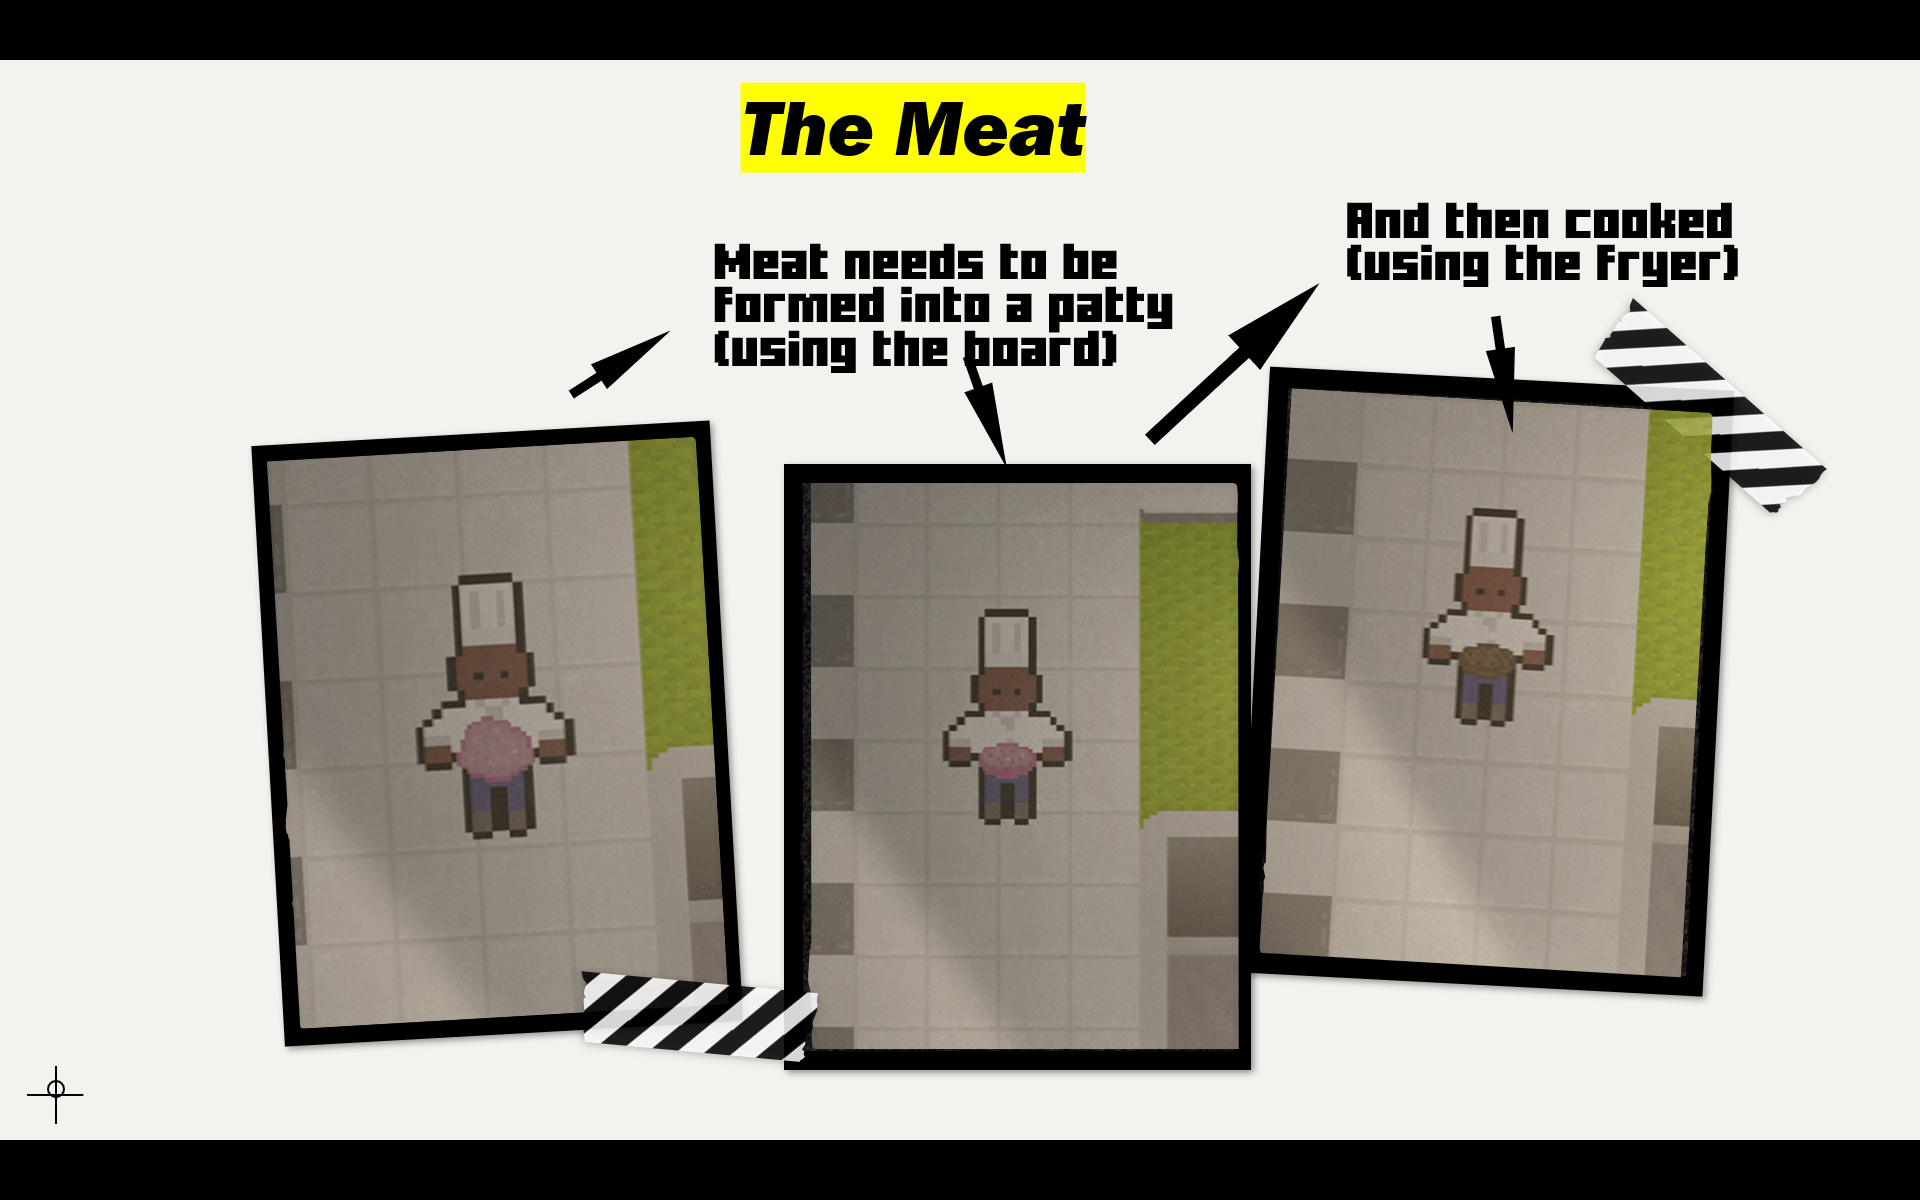 The Meat
Meat needs to be
formed into a patty
(using the board)
And then cooked
(using the fryer)